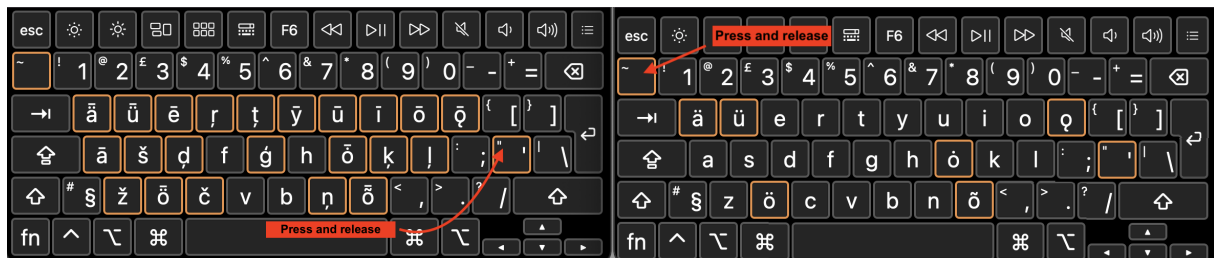 esc F6
~ ! 1 @ 2 £ 3 $ 4 % 5 ^ 6 & 7 * 8 ( 9 ) 0 _ - + =
ǟ ǖ ē ŗ ț ȳ ū ī ō ǭ { [ } ]
ā š ḑ f ģ h ȱ ķ ļ : ; " ' | \
# § ž ȫ č v b ņ ȭ < , > . ? /
Press and release
fn ^ ⌥ ⌘ ⌘ ⌥
esc Press and release F6
~ ! 1 @ 2 £ 3 $ 4 % 5 ^ 6 & 7 * 8 ( 9 ) 0 _ - + =
ä ü e r t y u i o ǫ { [ } ]
a s d f g h ȯ k l : ; " ' | \
# § z ö c v b n õ < , > . ? /
fn ^ ⌥ ⌘ ⌘ ⌥